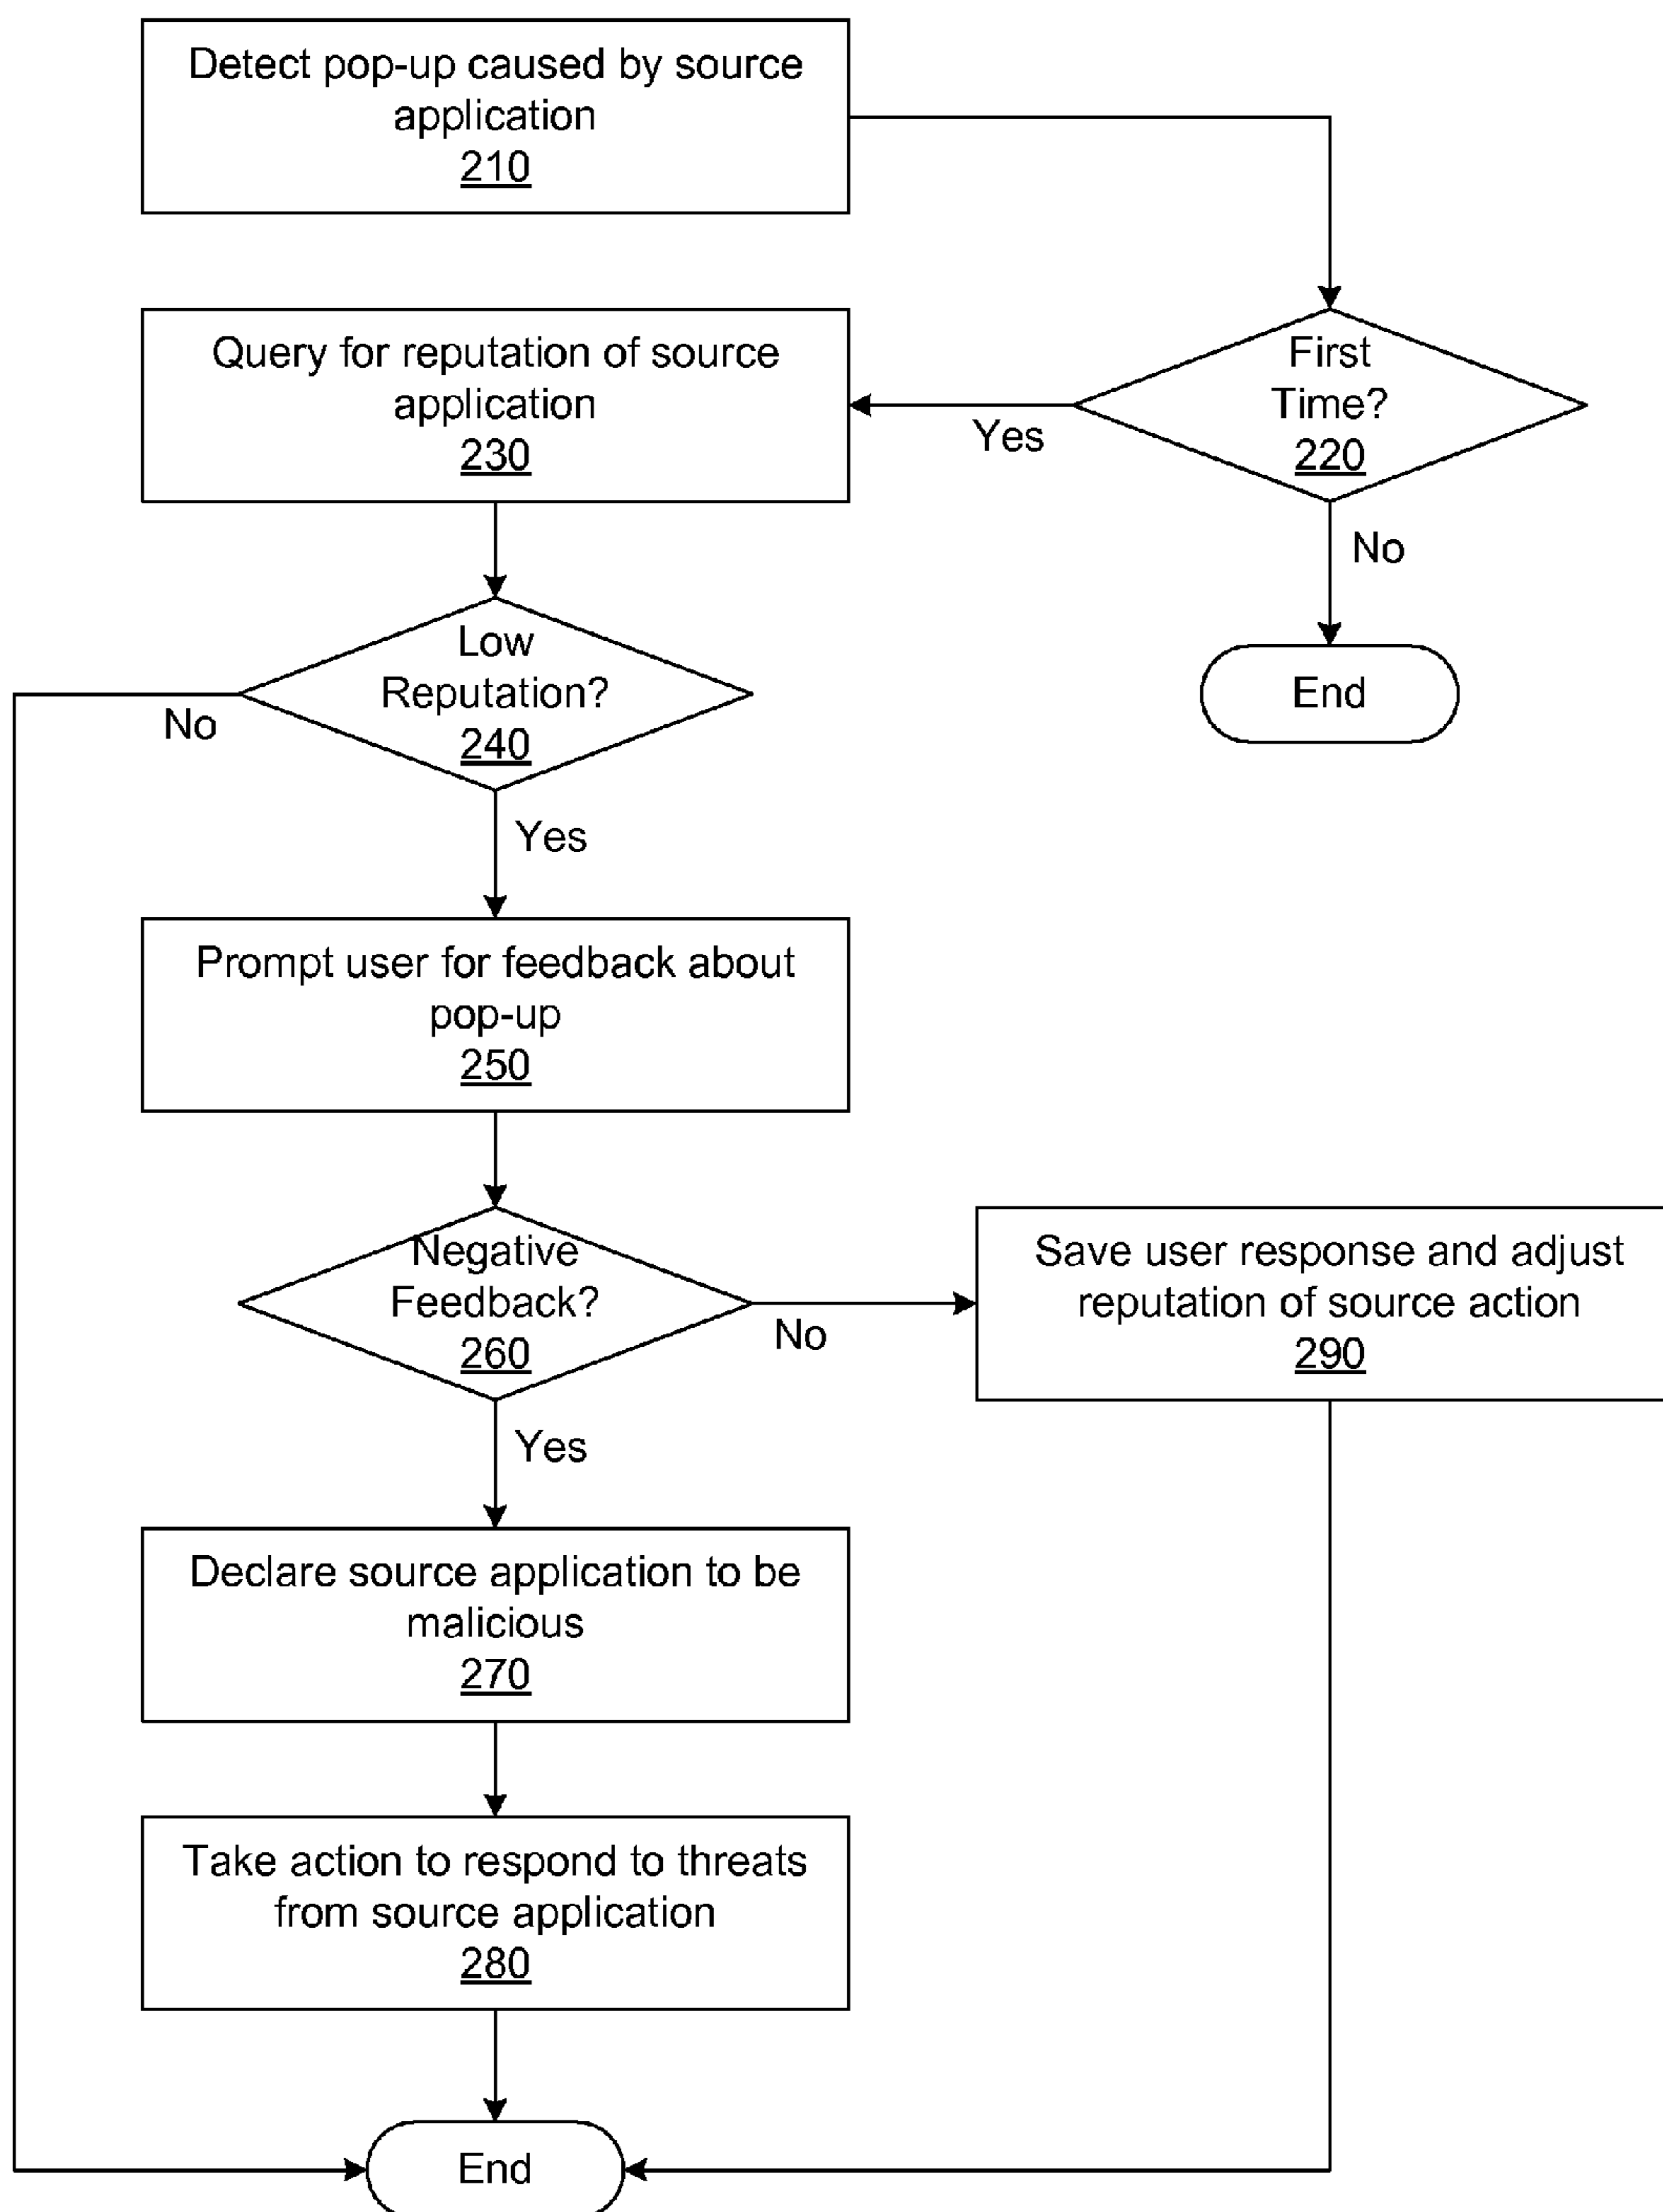 Detect pop-up caused by source
application
210
First
Time?
220
Yes
No
End
Query for reputation of source
application
230
Low
Reputation?
240
No
Yes
Prompt user for feedback about
pop-up
250
Negative
Feedback?
260
No
Yes
Save user response and adjust
reputation of source action
290
Declare source application to be
malicious
270
Take action to respond to threats
from source application
280
End